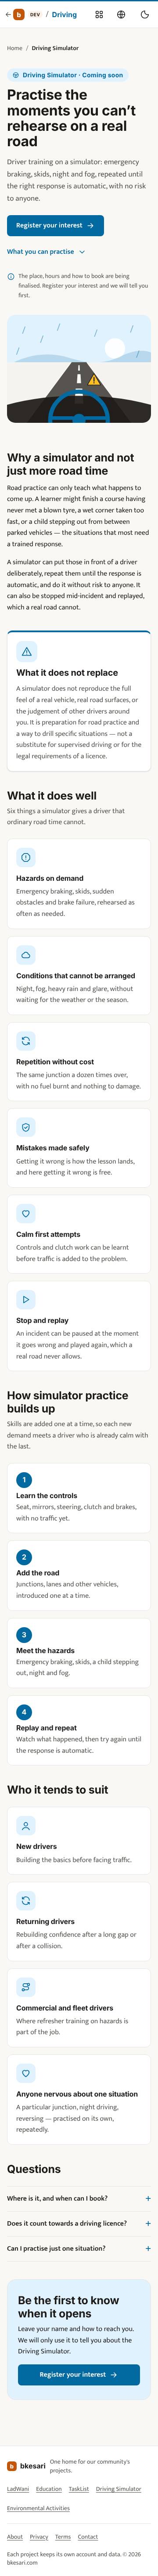 b DEV / Driving
Home / Driving Simulator
Driving Simulator · Coming soon
Practise the
moments you can’t
rehearse on a real
road
Driver training on a simulator: emergency
braking, skids, night and fog, repeated until
the right response is automatic, with no risk
to anyone.
Register your interest
What you can practise
The place, hours and how to book are being
finalised. Register your interest and we will tell you
first.
Why a simulator and not
just more road time
Road practice can only teach what happens to
come up. A learner might finish a course having
never met a blown tyre, a wet corner taken too
fast, or a child stepping out from between
parked vehicles — the situations that most need
a trained response.
A simulator can put those in front of a driver
deliberately, repeat them until the response is
automatic, and do it without risk to anyone. It
can also be stopped mid-incident and replayed,
which a real road cannot.
What it does not replace
A simulator does not reproduce the full
feel of a real vehicle, real road surfaces, or
the judgement of other drivers around
you. It is preparation for road practice and
a way to drill specific situations — not a
substitute for supervised driving or for the
legal requirements of a licence.
What it does well
Six things a simulator gives a driver that
ordinary road time cannot.
Hazards on demand
Emergency braking, skids, sudden
obstacles and brake failure, rehearsed as
often as needed.
Conditions that cannot be arranged
Night, fog, heavy rain and glare, without
waiting for the weather or the season.
Repetition without cost
The same junction a dozen times over,
with no fuel burnt and nothing to damage.
Mistakes made safely
Getting it wrong is how the lesson lands,
and here getting it wrong is free.
Calm first attempts
Controls and clutch work can be learnt
before traffic is added to the problem.
Stop and replay
An incident can be paused at the moment
it goes wrong and played again, which a
real road never allows.
How simulator practice
builds up
Skills are added one at a time, so each new
demand meets a driver who is already calm with
the last.
1
Learn the controls
Seat, mirrors, steering, clutch and brakes,
with no traffic yet.
2
Add the road
Junctions, lanes and other vehicles,
introduced one at a time.
3
Meet the hazards
Emergency braking, skids, a child stepping
out, night and fog.
4
Replay and repeat
Watch what happened, then try again until
the response is automatic.
Who it tends to suit
New drivers
Building the basics before facing traffic.
Returning drivers
Rebuilding confidence after a long gap or
after a collision.
Commercial and fleet drivers
Where refresher training on hazards is
part of the job.
Anyone nervous about one situation
A particular junction, night driving,
reversing — practised on its own,
repeatedly.
Questions
Where is it, and when can I book?
Does it count towards a driving licence?
Can I practise just one situation?
Be the first to know
when it opens
Leave your name and how to reach you.
We will only use it to tell you about the
Driving Simulator.
Register your interest
b bkesari One home for our community’s
projects.
LadWani Education TaskList Driving Simulator
Environmental Activities
About Privacy Terms Contact
Each project keeps its own account and data. © 2026
bkesari.com